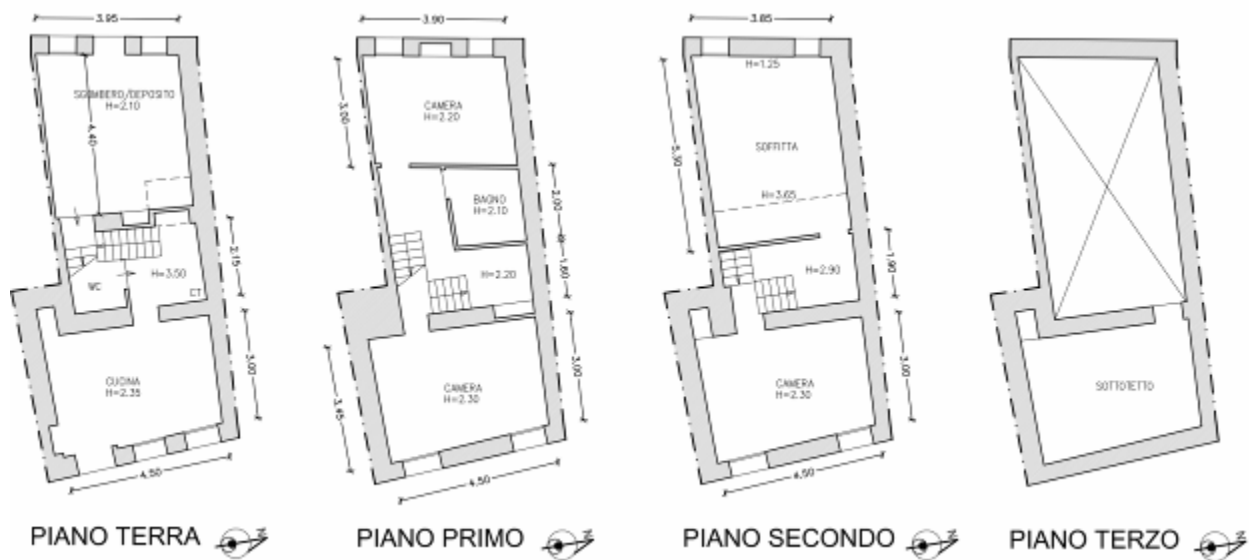 3.95
SGOMBERO/DEPOSITO
H=2.10
4.40
2.15
H=3.50
WC
CT
3.00
CUCINA
H=2.35
4.50
PIANO TERRA
N
3.90
3.00
CAMERA
H=2.20
2.00
BAGNO
H=2.10
1.60
H=2.20
3.00
3.45
CAMERA
H=2.30
4.50
PIANO PRIMO
N
3.85
H=1.25
SOFFITTA
H=3.65
1.90
H=2.90
3.00
CAMERA
H=2.30
4.50
PIANO SECONDO
N
SOTTOTETTO
PIANO TERZO
N